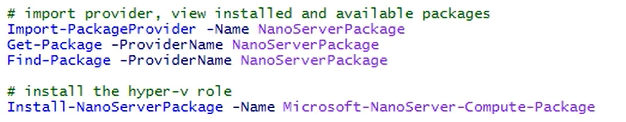 # import provider, view installed and available packages
Import-PackageProvider -Name NanoServerPackage
Get-Package -ProviderName NanoServerPackage
Find-Package -ProviderName NanoServerPackage
# install the hyper-v role
Install-NanoServerPackage -Name Microsoft-NanoServer-Compute-Package